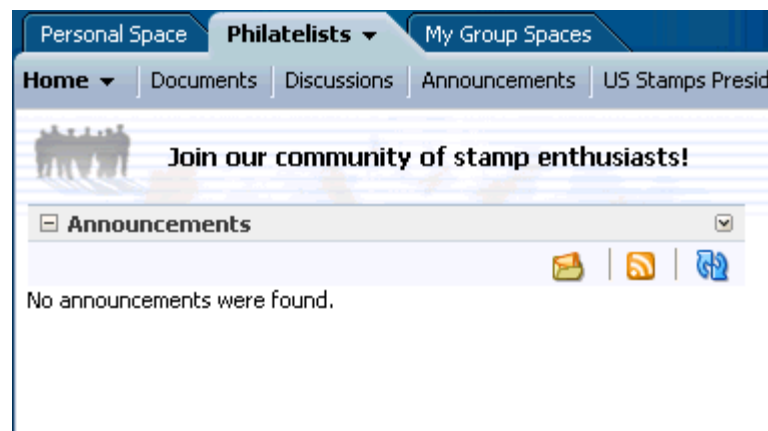 Personal Space Philatelists My Group Spaces
Home Documents Discussions Announcements US Stamps Presid
Join our community of stamp enthusiasts!
Announcements
No announcements were found.